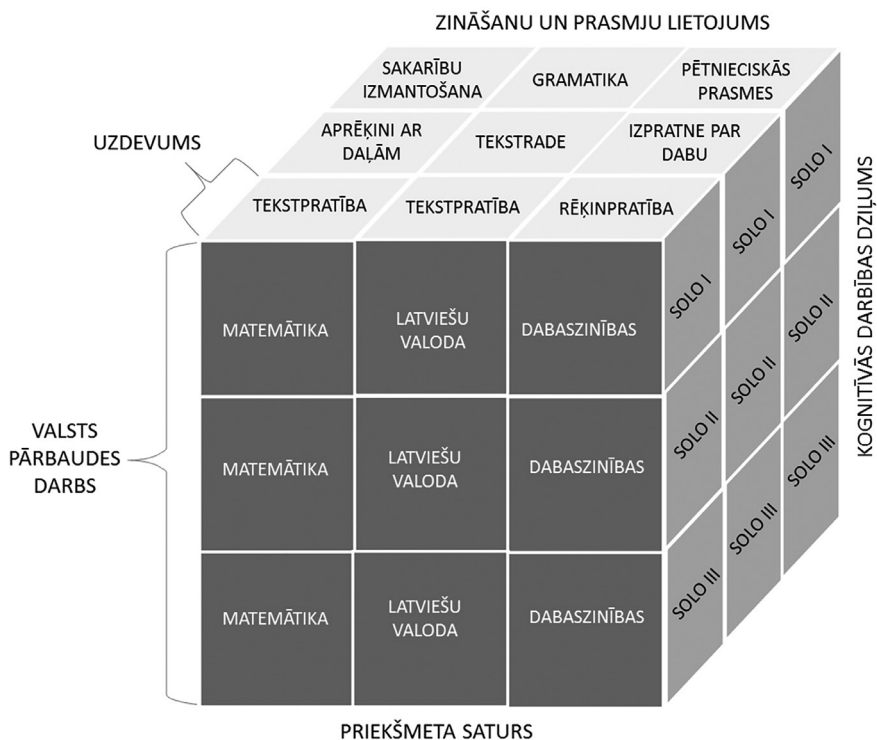 ZINĀŠANU UN PRASMJU LIETOJUMS
SAKARĪBU
IZMANTOŠANA
GRAMATIKA
PĒTNIECISKĀS
PRASMES
APRĒĶINI AR
DAĻĀM
TEKSTRADE
IZPRATNE PAR
DABU
UZDEVUMS
TEKSTPRATĪBA
TEKSTPRATĪBA
RĒĶINPRATĪBA
SOLO I
SOLO I
SOLO I
MATEMĀTIKA
LATVIEŠU
VALODA
DABASZINĪBAS
SOLO II
SOLO II
SOLO II
MATEMĀTIKA
LATVIEŠU
VALODA
DABASZINĪBAS
SOLO III
SOLO III
SOLO III
MATEMĀTIKA
LATVIEŠU
VALODA
DABASZINĪBAS
VALSTS
PĀRBAUDES
DARBS
KOGNITĪVĀS DARBĪBAS DZIĻUMS
PRIEKŠMETA SATURS